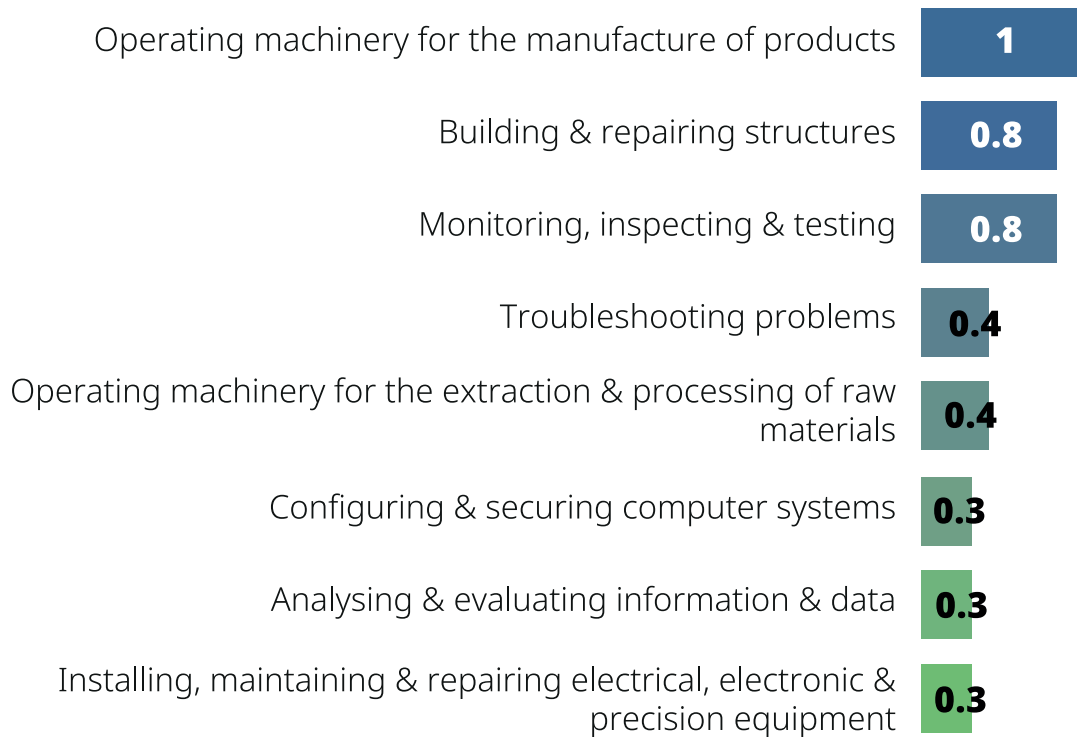 Operating machinery for the manufacture of products 1
Building & repairing structures 0.8
Monitoring, inspecting & testing 0.8
Troubleshooting problems 0.4
Operating machinery for the extraction & processing of raw
materials 0.4
Configuring & securing computer systems 0.3
Analysing & evaluating information & data 0.3
Installing, maintaining & repairing electrical, electronic &
precision equipment 0.3